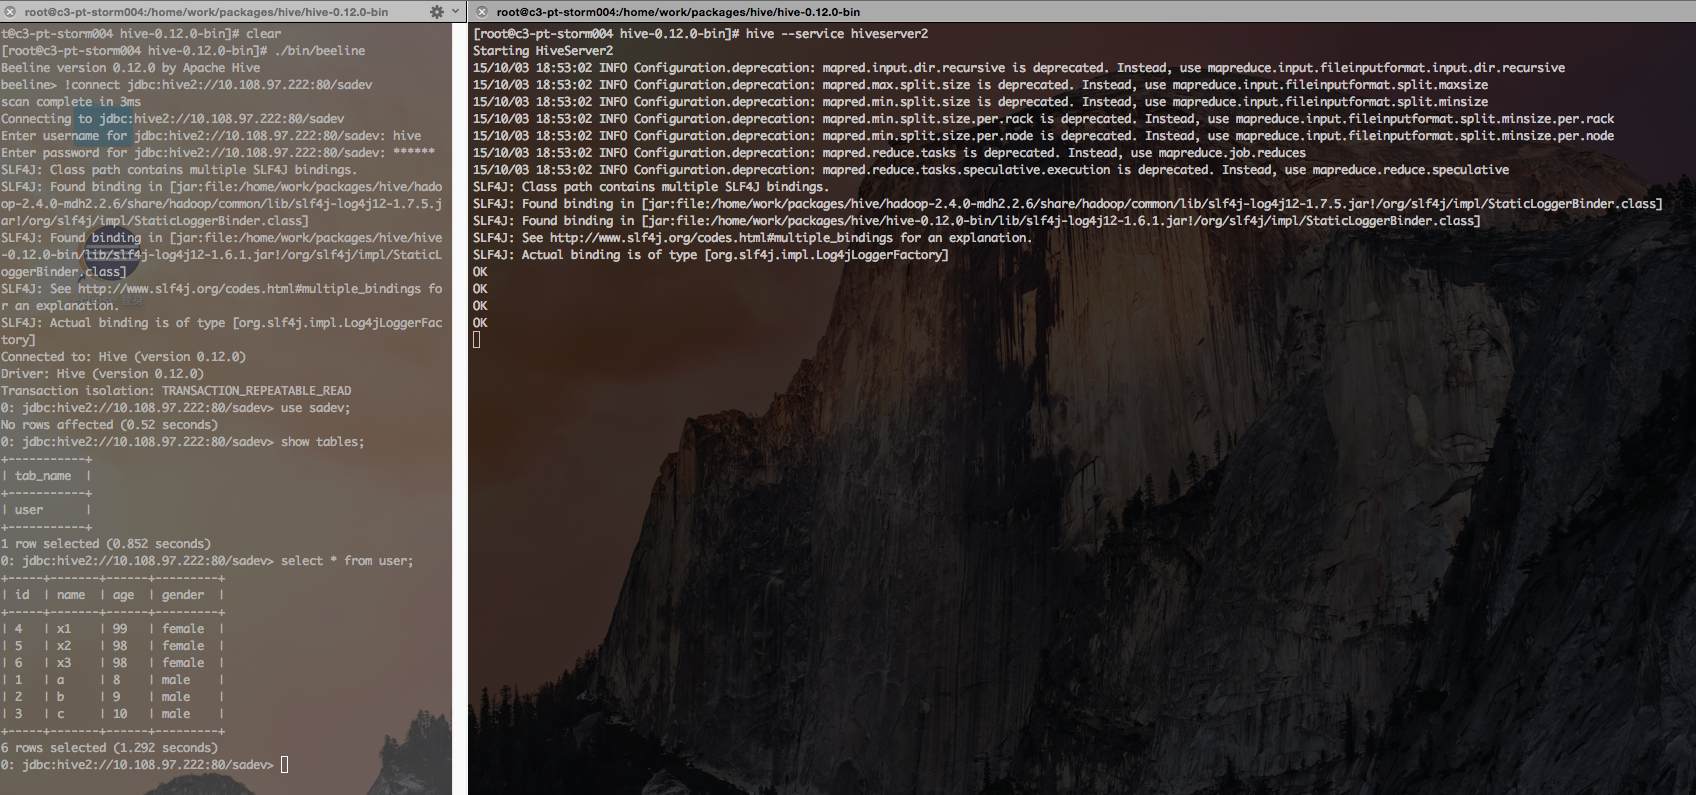 root@c3-pt-storm004:/home/work/packages/hive/hive-0.12.0-bin
t@c3-pt-storm004 hive-0.12.0-bin]# clear
[root@c3-pt-storm004 hive-0.12.0-bin]# ./bin/beeline
Beeline version 0.12.0 by Apache Hive
beeline> !connect jdbc:hive2://10.108.97.222:80/sadev
scan complete in 3ms
Connecting to jdbc:hive2://10.108.97.222:80/sadev
Enter username for jdbc:hive2://10.108.97.222:80/sadev: hive
Enter password for jdbc:hive2://10.108.97.222:80/sadev: ******
SLF4J: Class path contains multiple SLF4J bindings.
SLF4J: Found binding in [jar:file:/home/work/packages/hive/hado
op-2.4.0-mdh2.2.6/share/hadoop/common/lib/slf4j-log4j12-1.7.5.j
ar!/org/slf4j/impl/StaticLoggerBinder.class]
SLF4J: Found binding in [jar:file:/home/work/packages/hive/hive
-0.12.0-bin/lib/slf4j-log4j12-1.6.1.jar!/org/slf4j/impl/StaticL
oggerBinder.class]
SLF4J: See http://www.slf4j.org/codes.html#multiple_bindings fo
r an explanation.
SLF4J: Actual binding is of type [org.slf4j.impl.Log4jLoggerFac
tory]
Connected to: Hive (version 0.12.0)
Driver: Hive (version 0.12.0)
Transaction isolation: TRANSACTION_REPEATABLE_READ
0: jdbc:hive2://10.108.97.222:80/sadev> use sadev;
No rows affected (0.52 seconds)
0: jdbc:hive2://10.108.97.222:80/sadev> show tables;
+-----------+
| tab_name  |
+-----------+
| user      |
+-----------+
1 row selected (0.852 seconds)
0: jdbc:hive2://10.108.97.222:80/sadev> select * from user;
+-----+-------+------+---------+
| id  | name  | age  | gender  |
+-----+-------+------+---------+
| 4   | x1    | 99   | female  |
| 5   | x2    | 98   | female  |
| 6   | x3    | 98   | female  |
| 1   | a     | 8    | male    |
| 2   | b     | 9    | male    |
| 3   | c     | 10   | male    |
+-----+-------+------+---------+
6 rows selected (1.292 seconds)
0: jdbc:hive2://10.108.97.222:80/sadev>
root@c3-pt-storm004:/home/work/packages/hive/hive-0.12.0-bin
[root@c3-pt-storm004 hive-0.12.0-bin]# hive --service hiveserver2
Starting HiveServer2
15/10/03 18:53:02 INFO Configuration.deprecation: mapred.input.dir.recursive is deprecated. Instead, use mapreduce.input.fileinputformat.input.dir.recursive
15/10/03 18:53:02 INFO Configuration.deprecation: mapred.max.split.size is deprecated. Instead, use mapreduce.input.fileinputformat.split.maxsize
15/10/03 18:53:02 INFO Configuration.deprecation: mapred.min.split.size is deprecated. Instead, use mapreduce.input.fileinputformat.split.minsize
15/10/03 18:53:02 INFO Configuration.deprecation: mapred.min.split.size.per.rack is deprecated. Instead, use mapreduce.input.fileinputformat.split.minsize.per.rack
15/10/03 18:53:02 INFO Configuration.deprecation: mapred.min.split.size.per.node is deprecated. Instead, use mapreduce.input.fileinputformat.split.minsize.per.node
15/10/03 18:53:02 INFO Configuration.deprecation: mapred.reduce.tasks is deprecated. Instead, use mapreduce.job.reduces
15/10/03 18:53:02 INFO Configuration.deprecation: mapred.reduce.tasks.speculative.execution is deprecated. Instead, use mapreduce.reduce.speculative
SLF4J: Class path contains multiple SLF4J bindings.
SLF4J: Found binding in [jar:file:/home/work/packages/hive/hadoop-2.4.0-mdh2.2.6/share/hadoop/common/lib/slf4j-log4j12-1.7.5.jar!/org/slf4j/impl/StaticLoggerBinder.class]
SLF4J: Found binding in [jar:file:/home/work/packages/hive/hive-0.12.0-bin/lib/slf4j-log4j12-1.6.1.jar!/org/slf4j/impl/StaticLoggerBinder.class]
SLF4J: See http://www.slf4j.org/codes.html#multiple_bindings for an explanation.
SLF4J: Actual binding is of type [org.slf4j.impl.Log4jLoggerFactory]
OK
OK
OK
OK